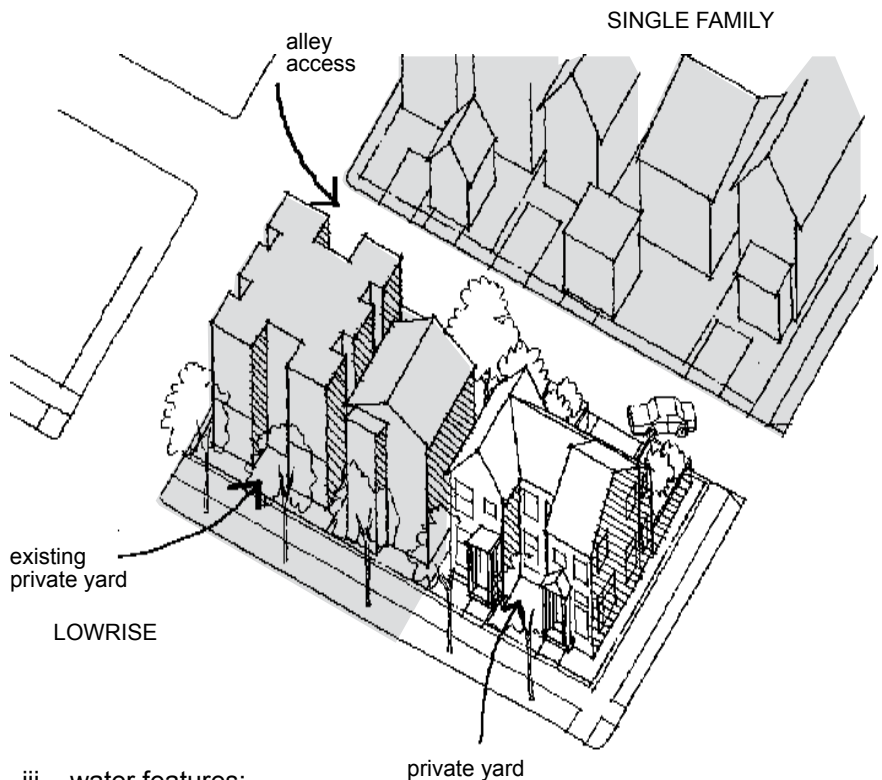 SINGLE FAMILY
alley
access
existing
private yard
LOWRISE
private yard
iii. water features;